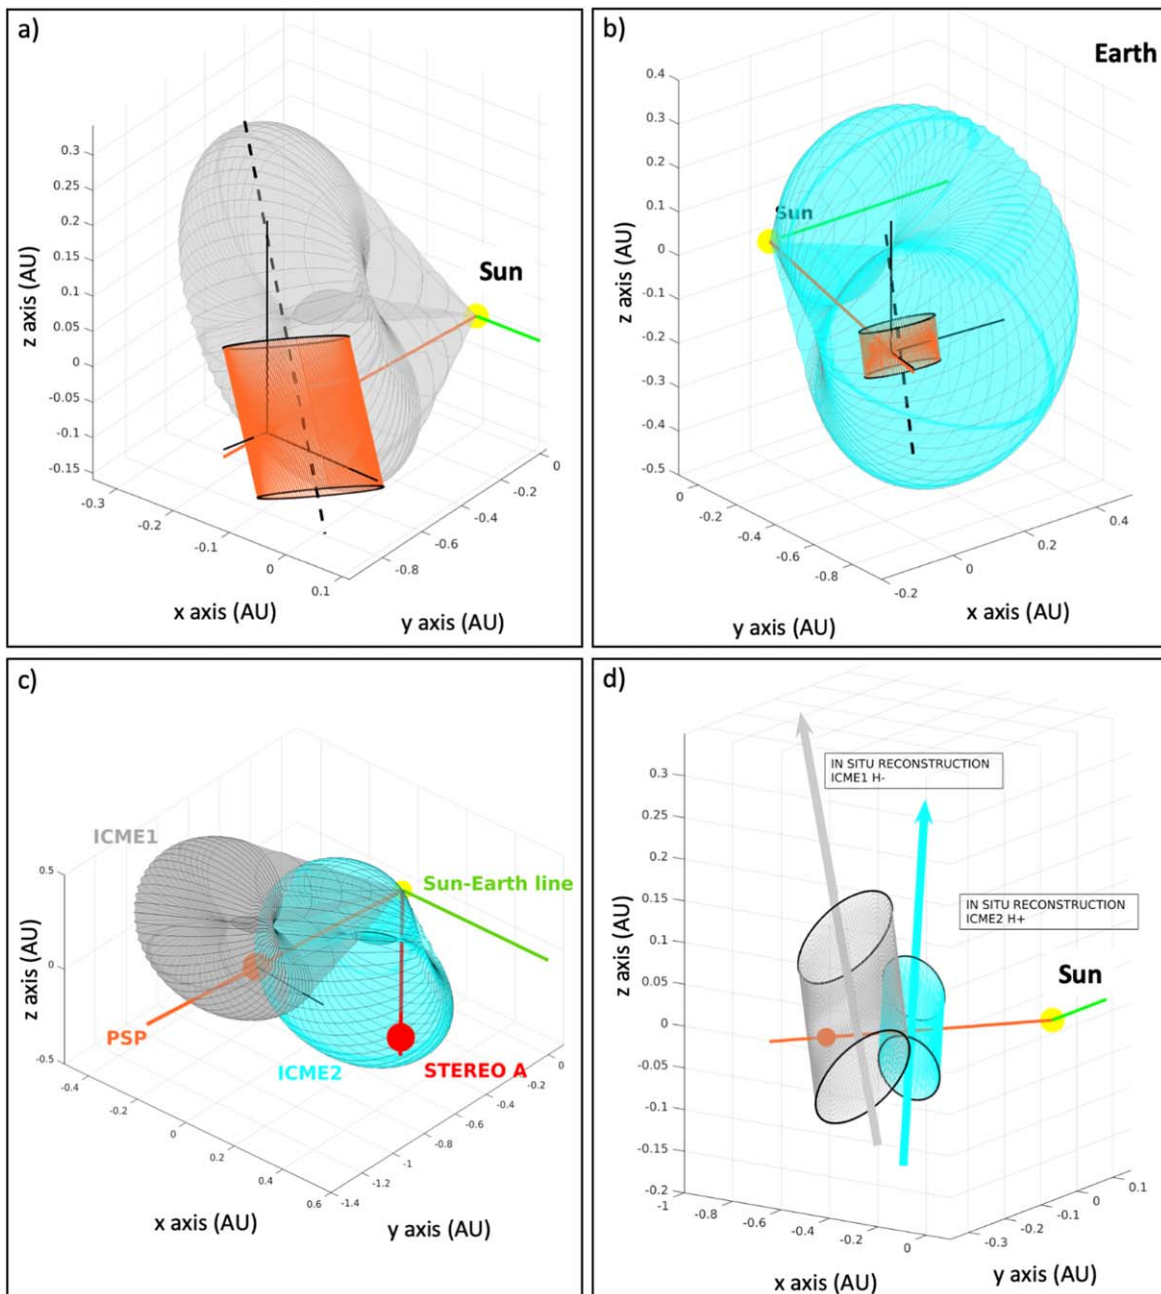 a)
Sun
0.3
0.25
0.2
0.15
0.1
0.05
0
-0.05
-0.1
-0.15
z axis (AU)
-0.3
-0.2
-0.1
0
0.1
x axis (AU)
0
-0.2
-0.4
-0.6
-0.8
y axis (AU)
b)
Earth
Sun
0.4
0.3
0.2
0.1
0
-0.1
-0.2
-0.3
-0.4
-0.5
z axis (AU)
0
-0.2
-0.4
-0.6
-0.8
y axis (AU)
-0.2
0
0.2
0.4
x axis (AU)
c)
ICME1
Sun-Earth line
PSP
ICME2
STEREO A
0.5
0
-0.5
z axis (AU)
-0.4
-0.2
0
0.2
0.4
0.6
x axis (AU)
0
-0.2
-0.4
-0.6
-0.8
-1
-1.2
-1.4
y axis (AU)
d)
IN SITU RECONSTRUCTION
ICME1 H-
IN SITU RECONSTRUCTION
ICME2 H+
Sun
0.3
0.25
0.2
0.15
0.1
0.05
0
-0.05
-0.1
-0.15
-0.2
z axis (AU)
-1
-0.8
-0.6
-0.4
-0.2
0
x axis (AU)
0.1
0
-0.1
-0.2
-0.3
y axis (AU)